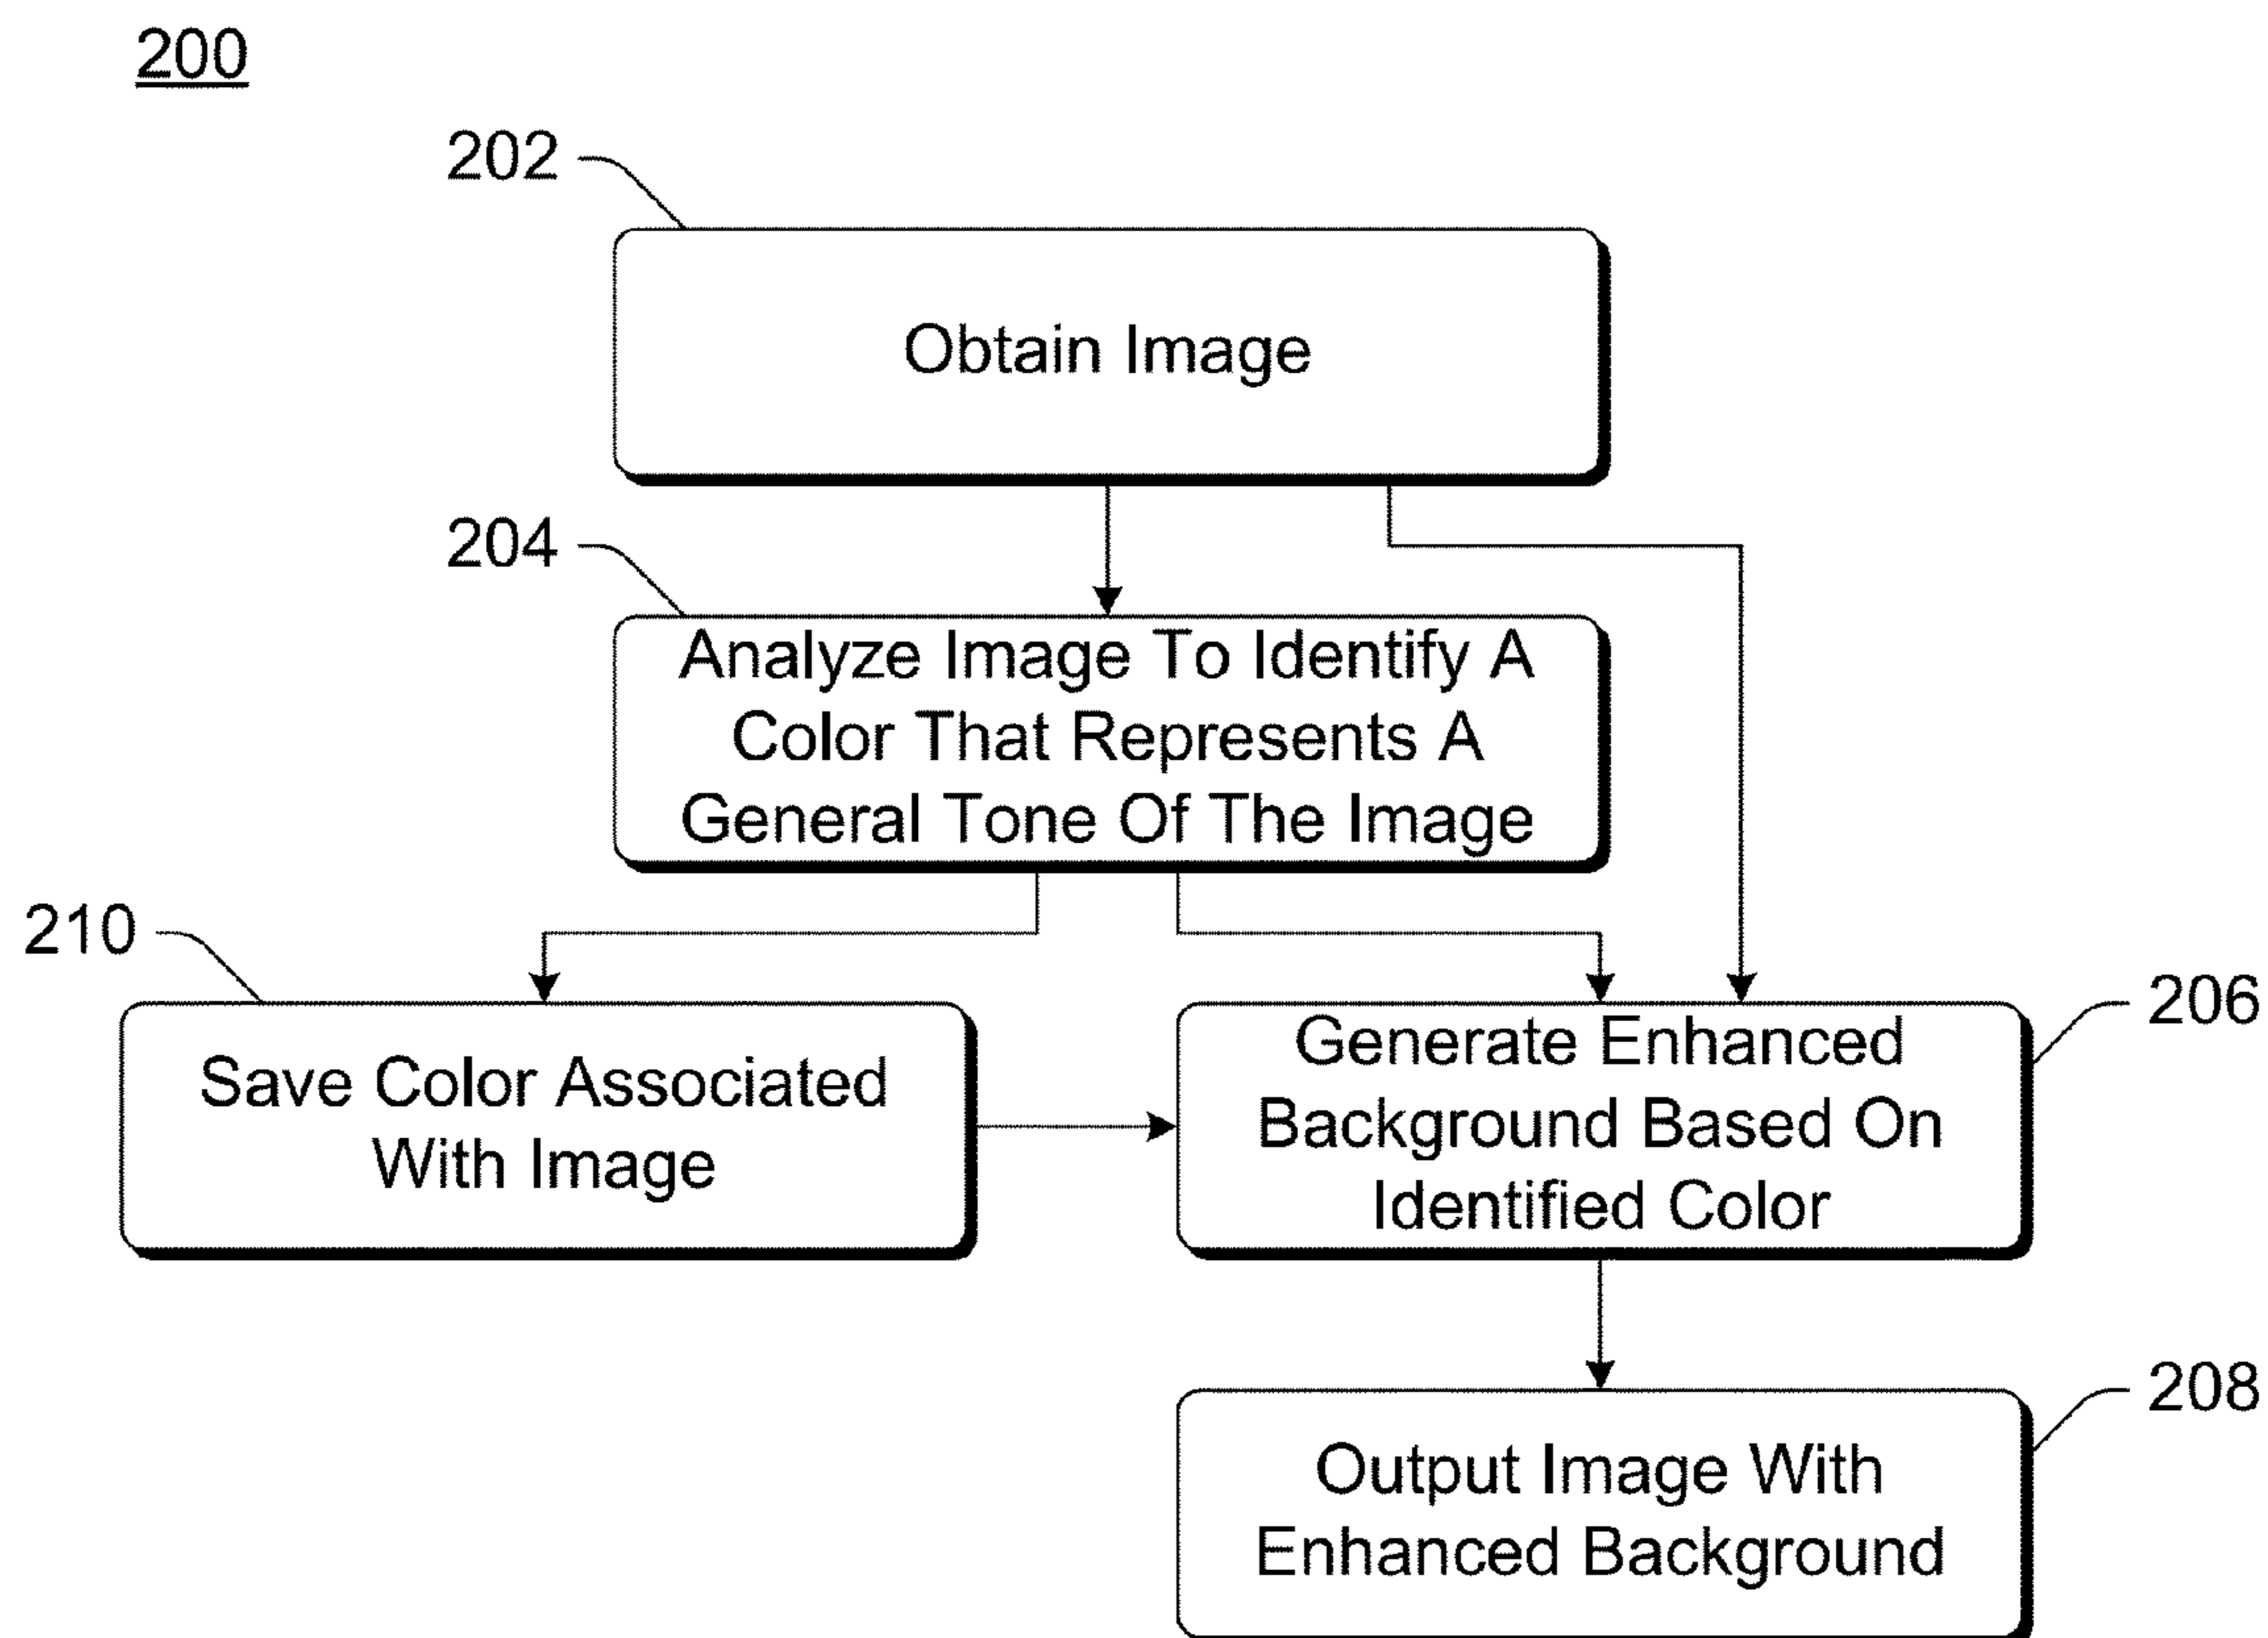 200
202
Obtain Image
204
Analyze Image To Identify A
Color That Represents A
General Tone Of The Image
210
Save Color Associated
With Image
206
Generate Enhanced
Background Based On
Identified Color
208
Output Image With
Enhanced Background